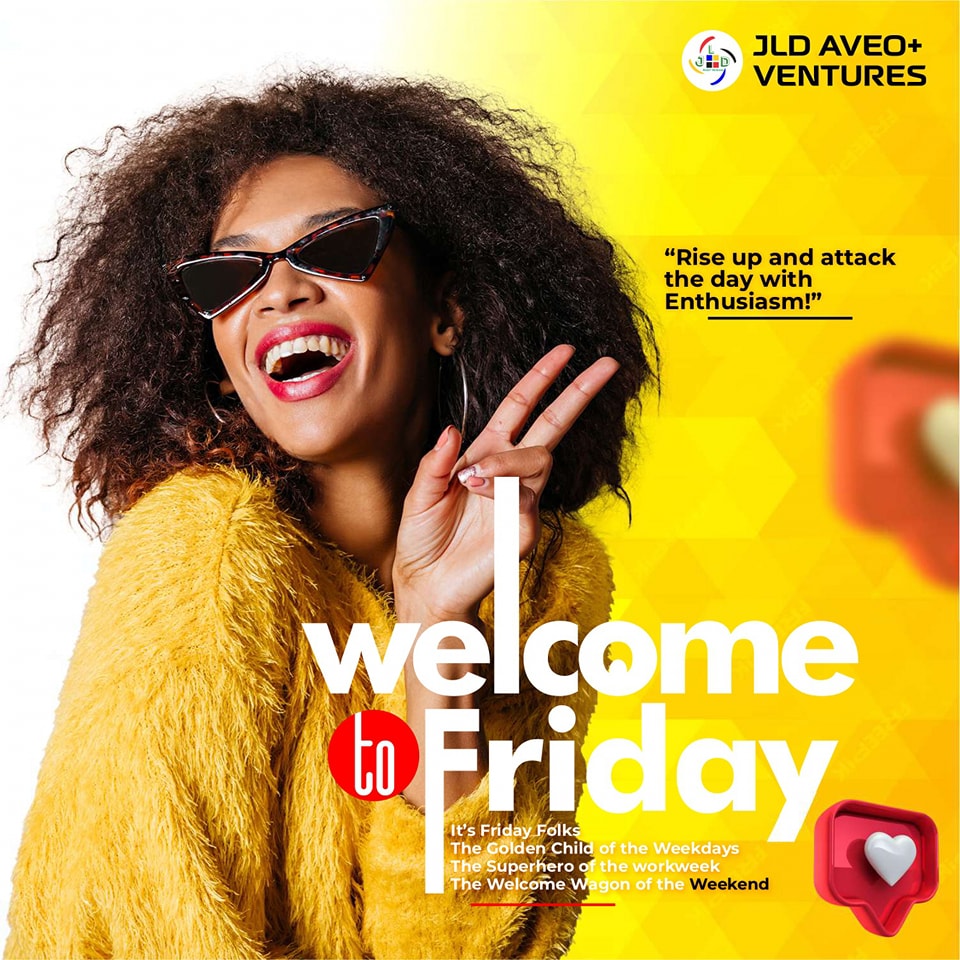 JLD AVEO+
VENTURES
“Rise up and attack
the day with
Enthusiasm!”
welcome
to Friday
It’s Friday Folks
The Golden Child of the Weekdays
The Superhero of the workweek
The Welcome Wagon of the Weekend